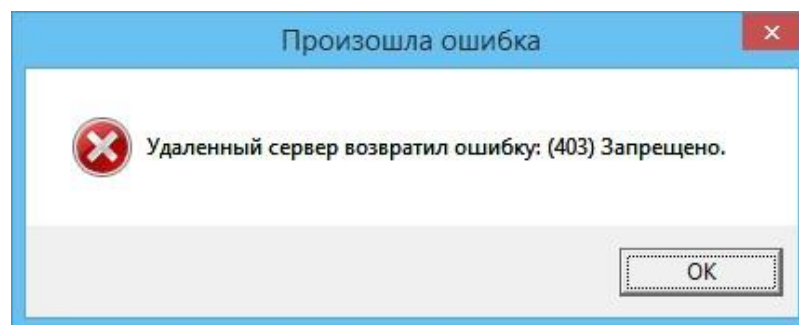 Произошла ошибка
Удаленный сервер возвратил ошибку: (403) Запрещено.
OK